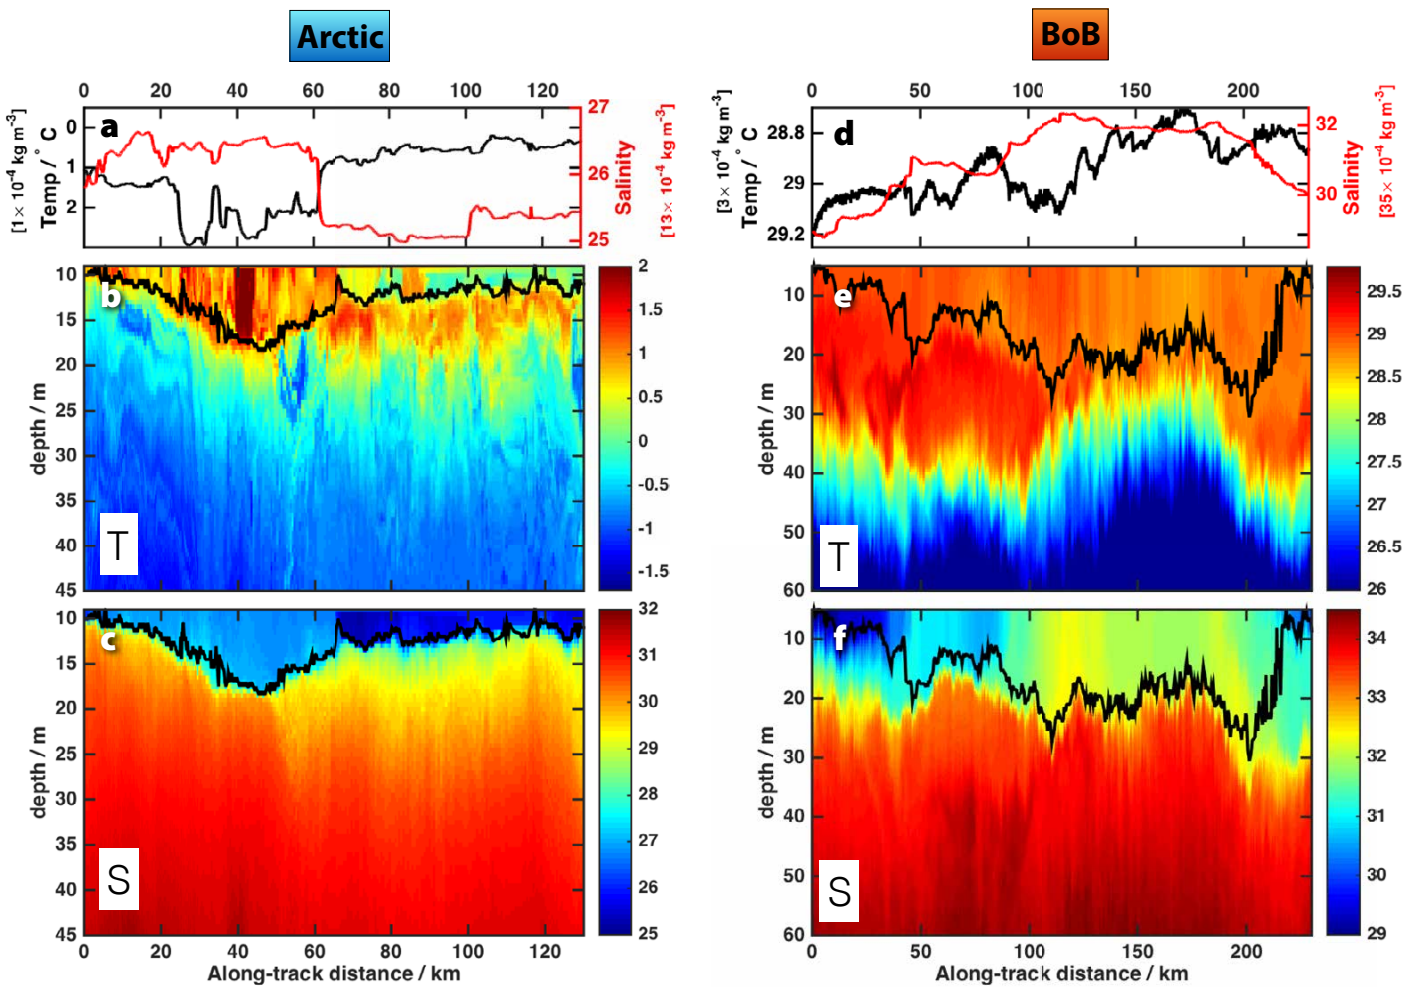 Arctic
BoB
0 20 40 60 80 100 120
0 50 100 150 200
a
0
1
2
[1× 10⁻⁴ kg m⁻³]
Temp / ° C
27
26
25
Salinity
[13× 10⁻⁴ kg m⁻³]
d
28.8
29
29.2
[3× 10⁻⁴ kg m⁻³]
Temp / ° C
32
30
Salinity
[35× 10⁻⁴ kg m⁻³]
b
10
15
20
25
30
35
40
45
depth / m
T
2
1.5
1
0.5
0
-0.5
-1
-1.5
e
10
20
30
40
50
60
depth / m
T
29.5
29
28.5
28
27.5
27
26.5
26
c
10
15
20
25
30
35
40
45
depth / m
S
32
31
30
29
28
27
26
25
0 20 40 60 80 100 120
Along-track distance / km
f
10
20
30
40
50
60
depth / m
S
34
33
32
31
30
29
0 50 100 150 200
Along-track distance / km